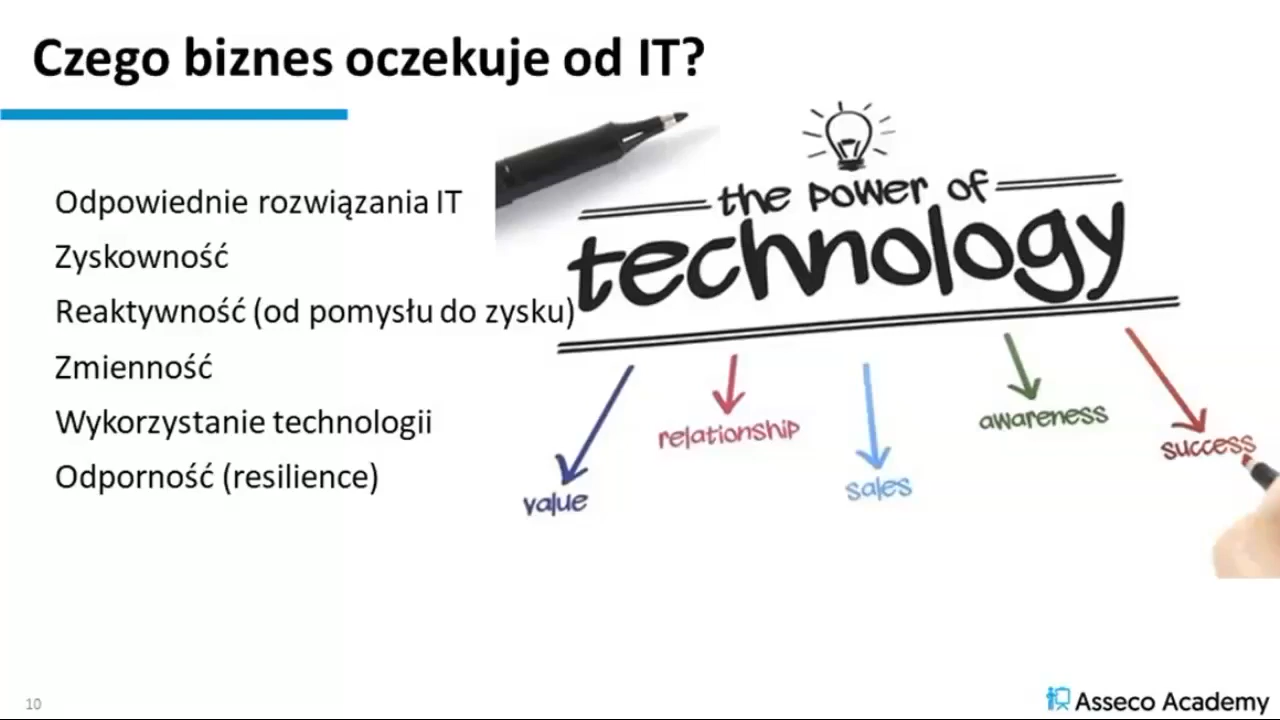 Czego biznes oczekuje od IT?
Odpowiednie rozwiązania IT
Zyskowność
Reaktywność (od pomysłu do zysku)
Zmienność
Wykorzystanie technologii
Odporność (resilience)
the power of
technology
value
relationship
sales
awareness
success
10
Asseco Academy